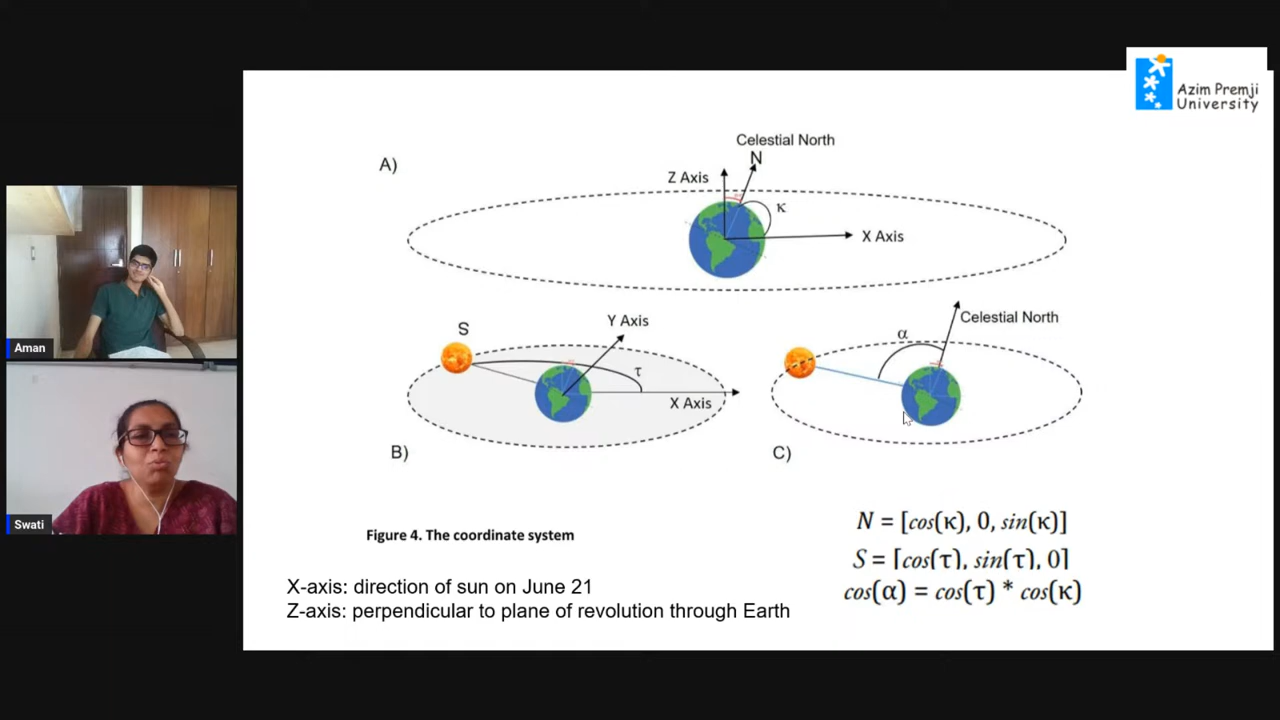 Azim Premji
University
Celestial North
A)
N
Z Axis
κ
X Axis
S
Y Axis
τ
X Axis
B)
α
Celestial North
C)
Aman
Swati
Figure 4. The coordinate system
N = [cos(κ), 0, sin(κ)]
S = [cos(τ), sin(τ), 0]
cos(α) = cos(τ) * cos(κ)
X-axis: direction of sun on June 21
Z-axis: perpendicular to plane of revolution through Earth